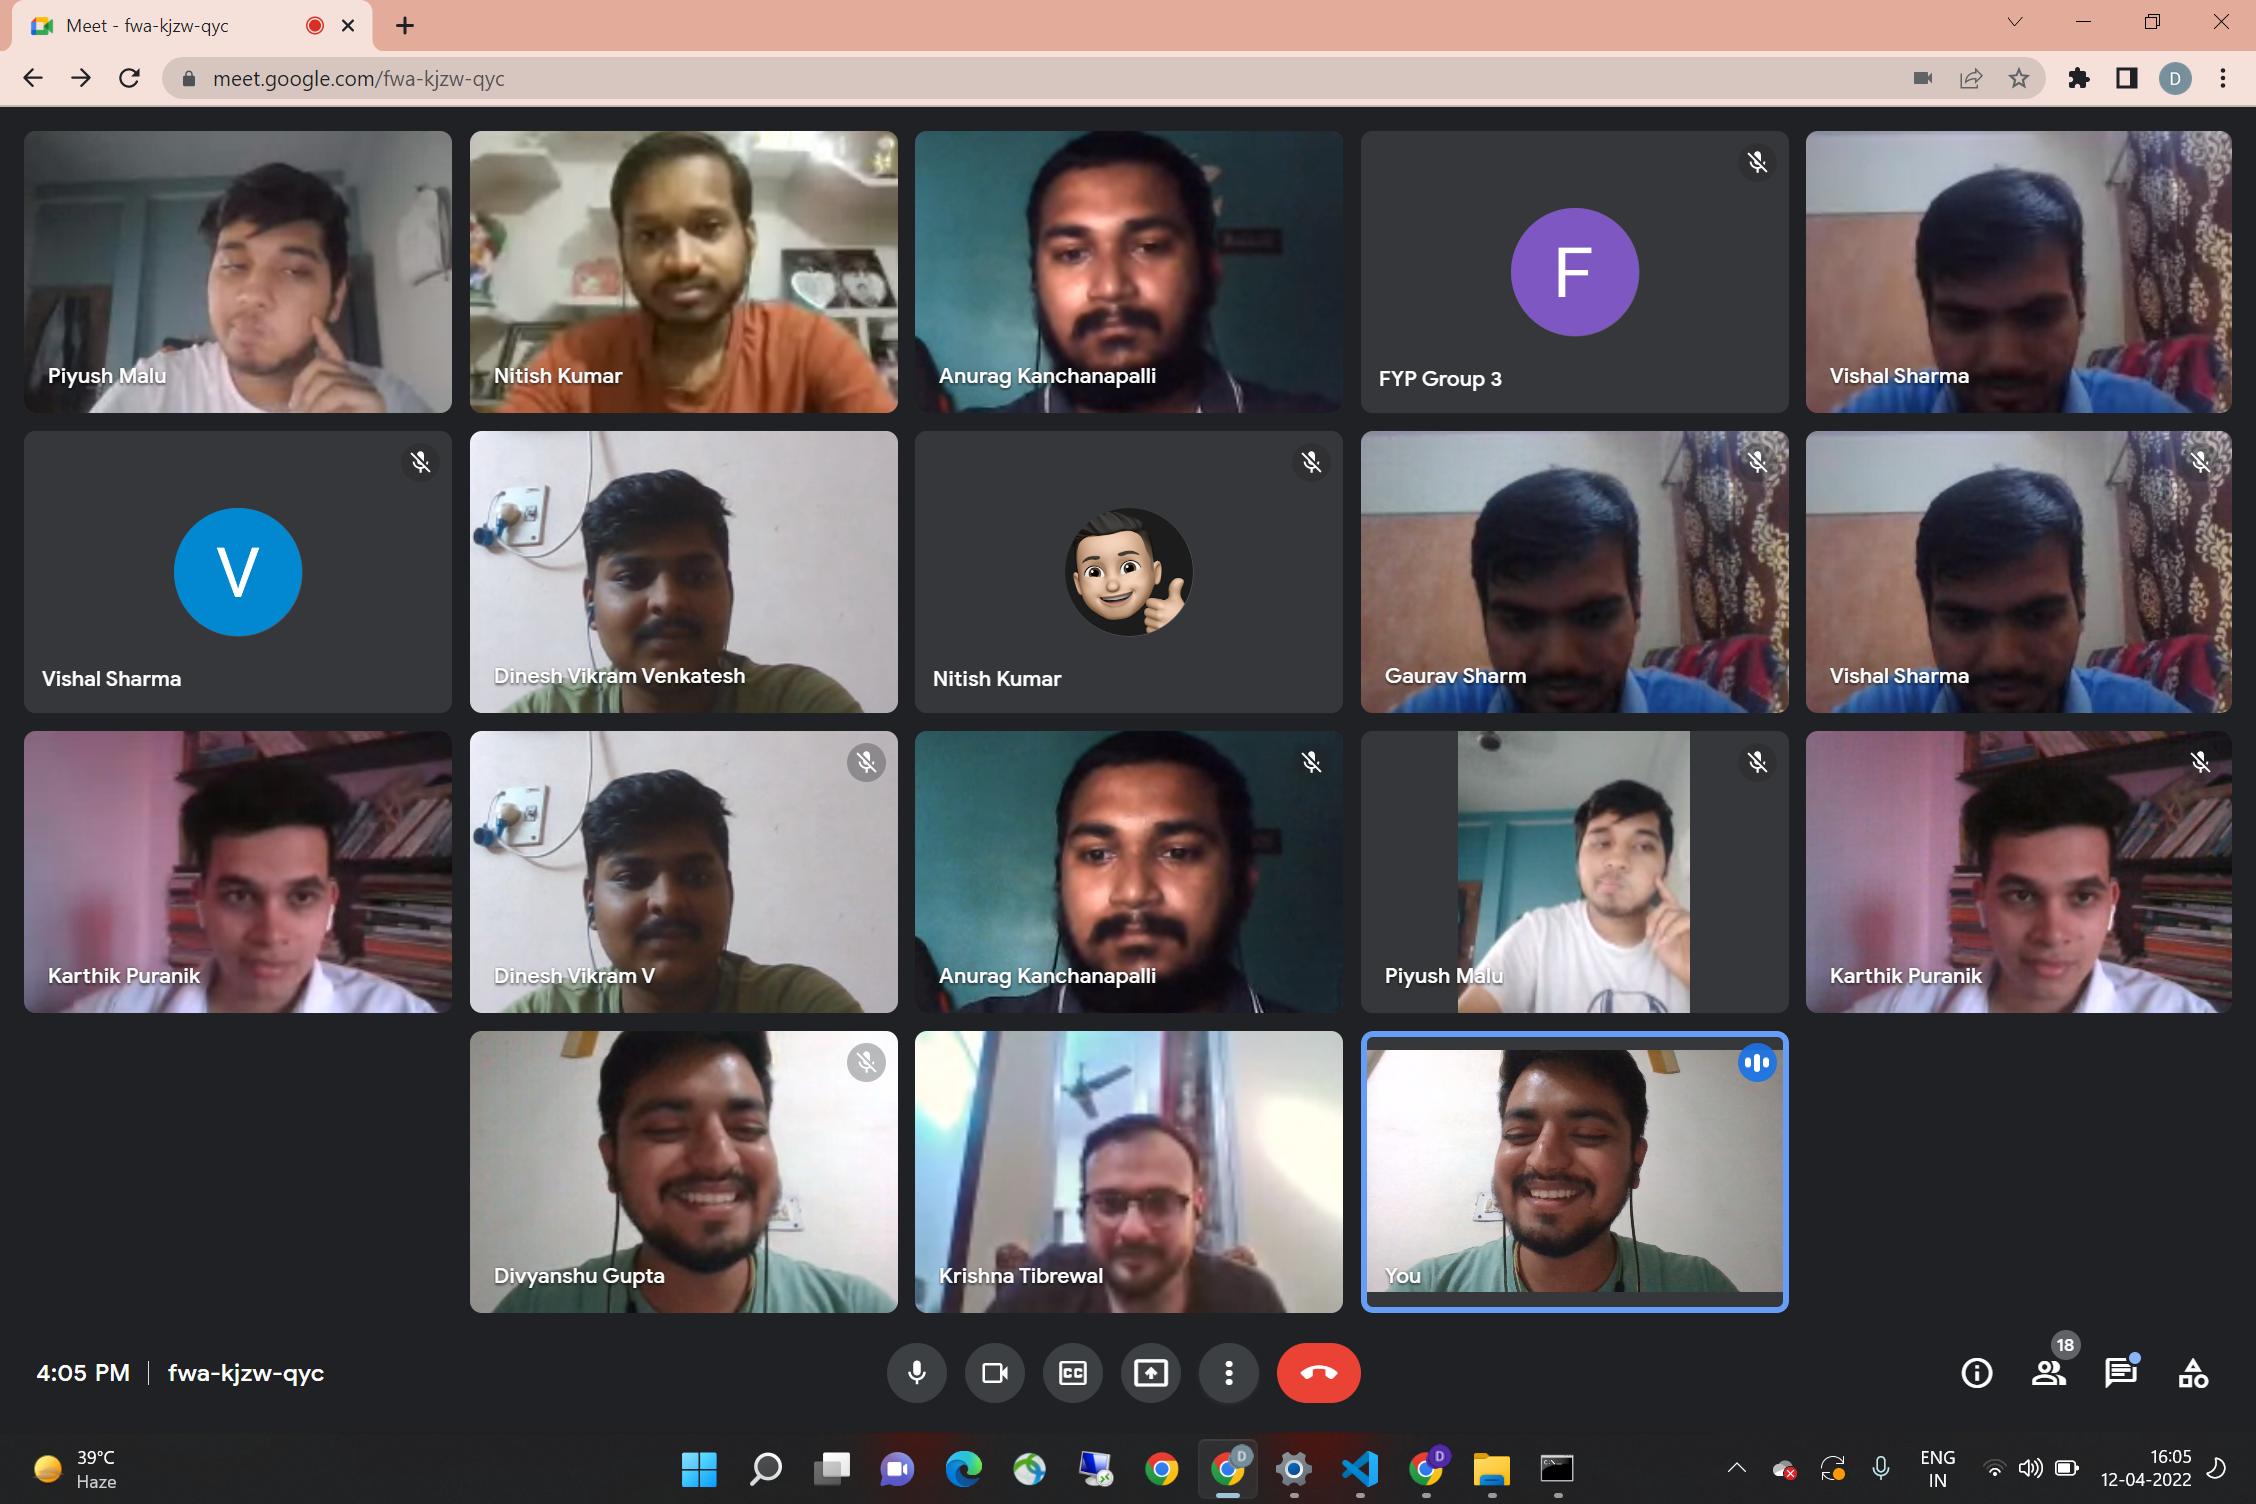 Meet - fwa-kjzw-qyc
meet.google.com/fwa-kjzw-qyc
D
Piyush Malu
Nitish Kumar
Anurag Kanchanapalli
F
FYP Group 3
Vishal Sharma
V
Vishal Sharma
Dinesh Vikram Venkatesh
Nitish Kumar
Gaurav Sharm
Vishal Sharma
Karthik Puranik
Dinesh Vikram V
Anurag Kanchanapalli
Piyush Malu
Karthik Puranik
Divyanshu Gupta
Krishna Tibrewal
You
4:05 PM | fwa-kjzw-qyc
CC
18
39°C
Haze
D
D
ENG
IN
16:05
12-04-2022